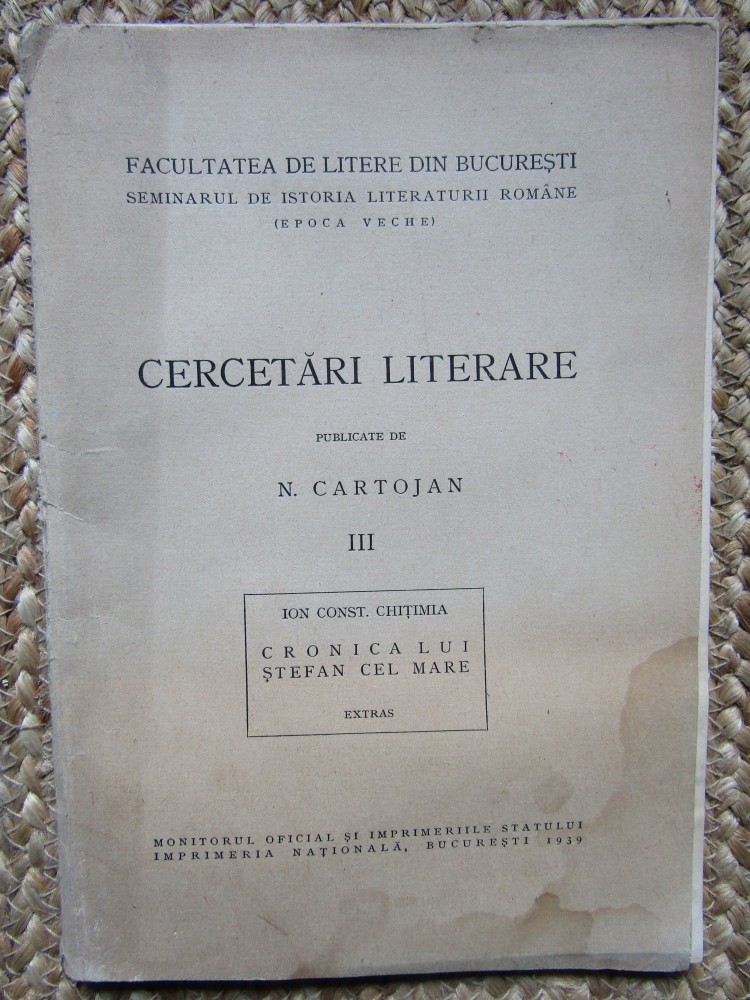 FACULTATEA DE LITERE DIN BUCUREȘTI
SEMINARUL DE ISTORIA LITERATURII ROMÂNE
(EPOCA VECHE)
CERCETĂRI LITERARE
PUBLICATE DE
N. CARTOJAN
III
ION CONST. CHIȚIMIA
CRONICA LUI
ȘTEFAN CEL MARE
EXTRAS
MONITORUL OFICIAL ȘI IMPRIMERIILE STATULUI
IMPRIMERIA NAȚIONALĂ, BUCUREȘTI 1939